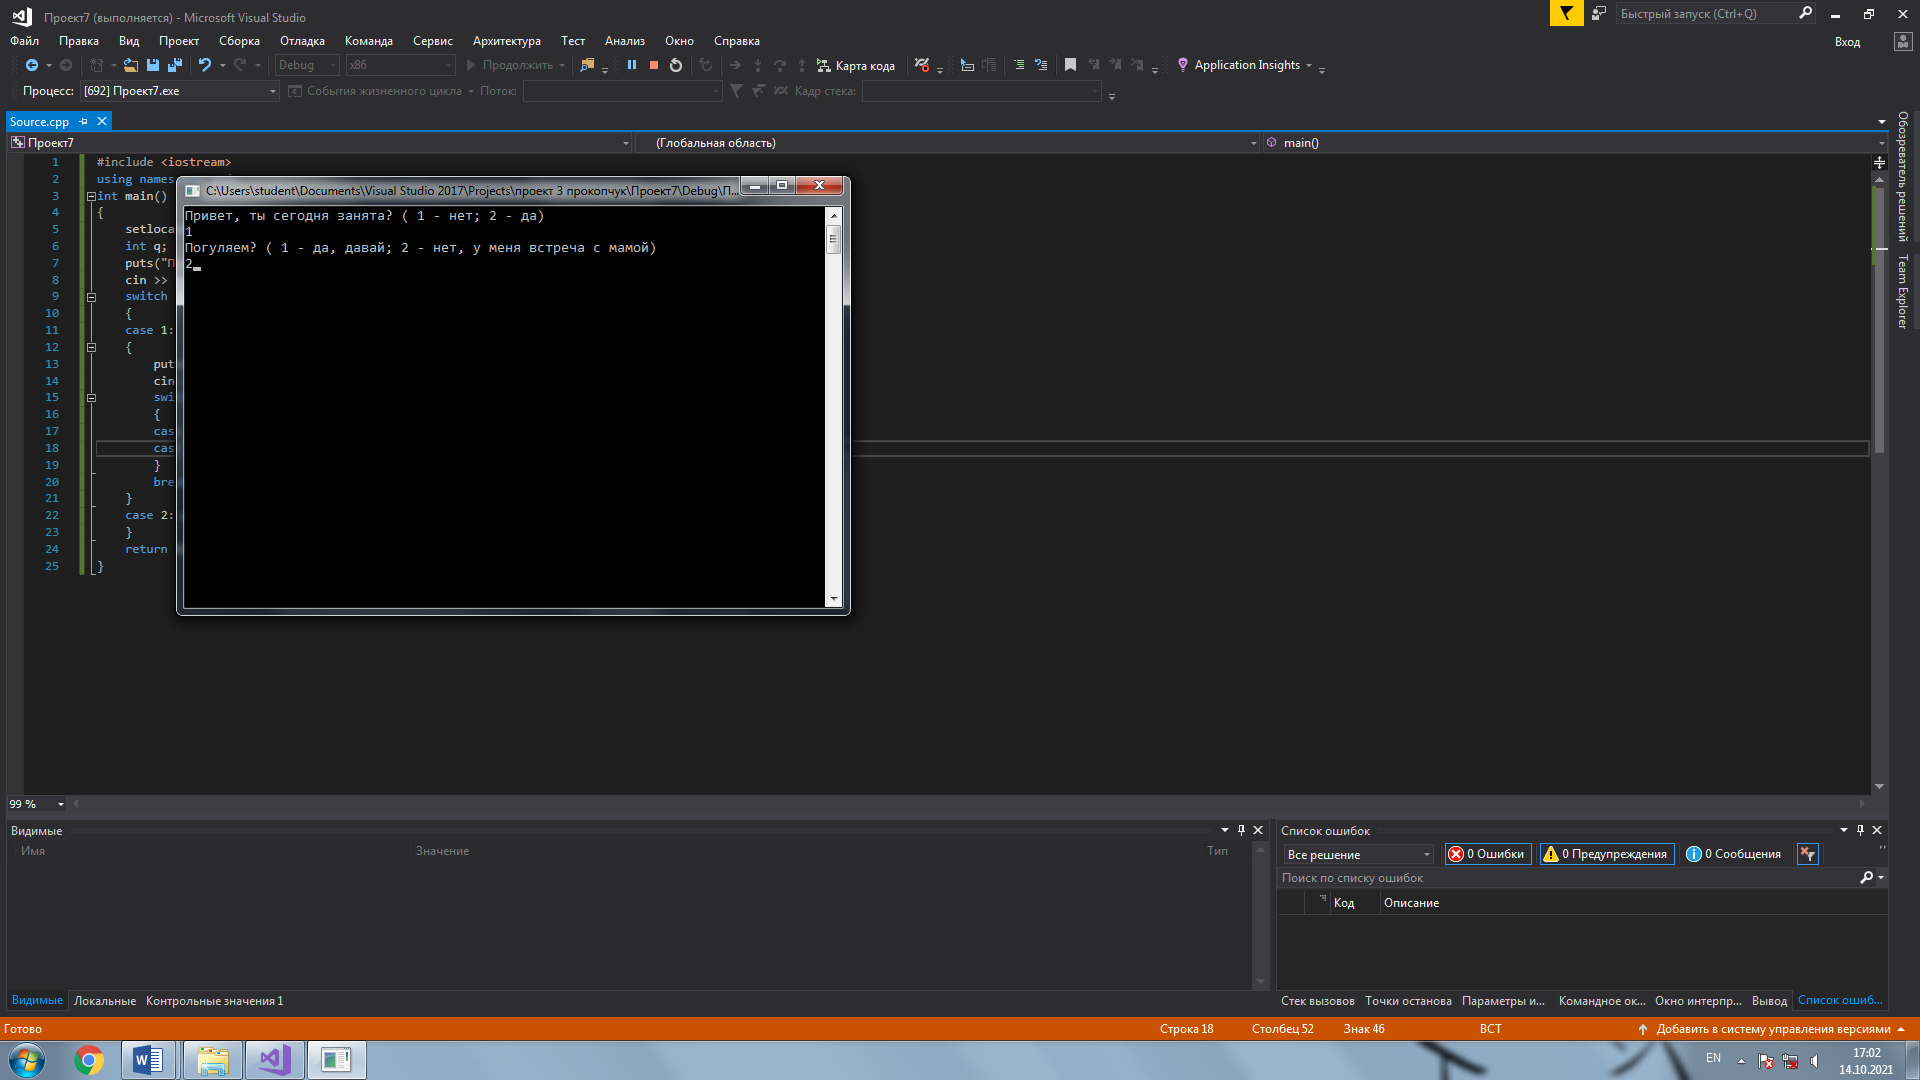 Проект7 (выполняется) - Microsoft Visual Studio
Быстрый запуск (Ctrl+Q)
Файл Правка Вид Проект Сборка Отладка Команда Сервис Архитектура Тест Анализ Окно Справка
Вход
Debug x86 Продолжить Карта кода Application Insights
Процесс: [692] Проект7.exe События жизненного цикла Поток: Кадр стека:
Source.cpp
Проект7 (Глобальная область) main()
1 #include <iostream>
2 using names
3 int main()
4 {
5 setloca
6 int q;
7 puts("П
8 cin >>
9 switch
10 {
11 case 1:
12 {
13 put
14 cin
15 swi
16 {
17 cas
18 cas
19 }
20 bre
21 }
22 case 2:
23 }
24 return
25 }
C:\Users\student\Documents\Visual Studio 2017\Projects\проект 3 прокопчук\Проект7\Debug\П...
Привет, ты сегодня занята? ( 1 - нет; 2 - да)
1
Погуляем? ( 1 - да, давай; 2 - нет, у меня встреча с мамой)
2
Обозреватель решений
Team Explorer
99 %
Видимые
Имя Значение Тип
Видимые Локальные Контрольные значения 1
Список ошибок
Все решение 0 Ошибки 0 Предупреждения 0 Сообщения
Поиск по списку ошибок
Код Описание
Стек вызовов Точки останова Параметры и... Командное ок... Окно интерпр... Вывод Список ошиб...
Готово Строка 18 Столбец 52 Знак 46 ВСТ Добавить в систему управления версиями
EN
17:02
14.10.2021